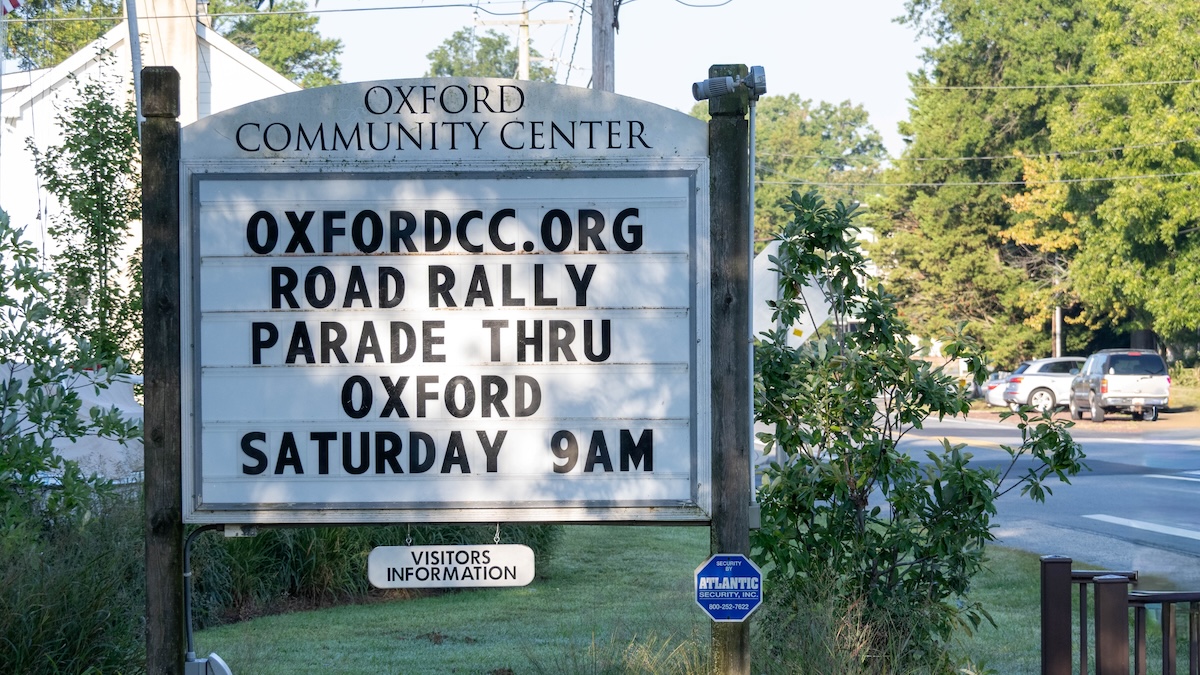 OXFORD
COMMUNITY CENTER
OXFORDCC.ORG
ROAD RALLY
PARADE THRU
OXFORD
SATURDAY 9AM
VISITORS
INFORMATION
SECURITY
BY
ATLANTIC
SECURITY, INC.
800-252-7622